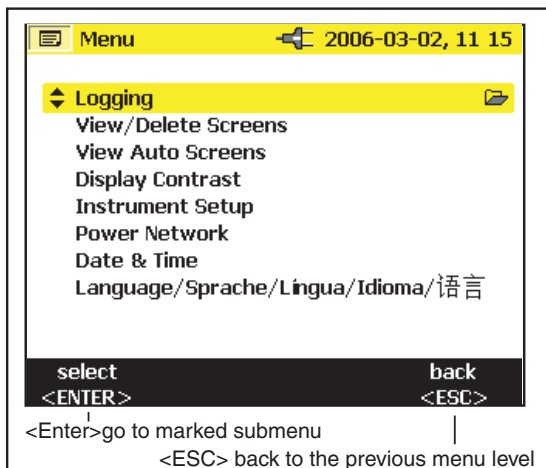 Menu 2006-03-02, 11 15
Logging
View/Delete Screens
View Auto Screens
Display Contrast
Instrument Setup
Power Network
Date & Time
Language/Sprache/Lingua/Idioma/语言
select back
<ENTER> <ESC>
<Enter>go to marked submenu
<ESC> back to the previous menu level